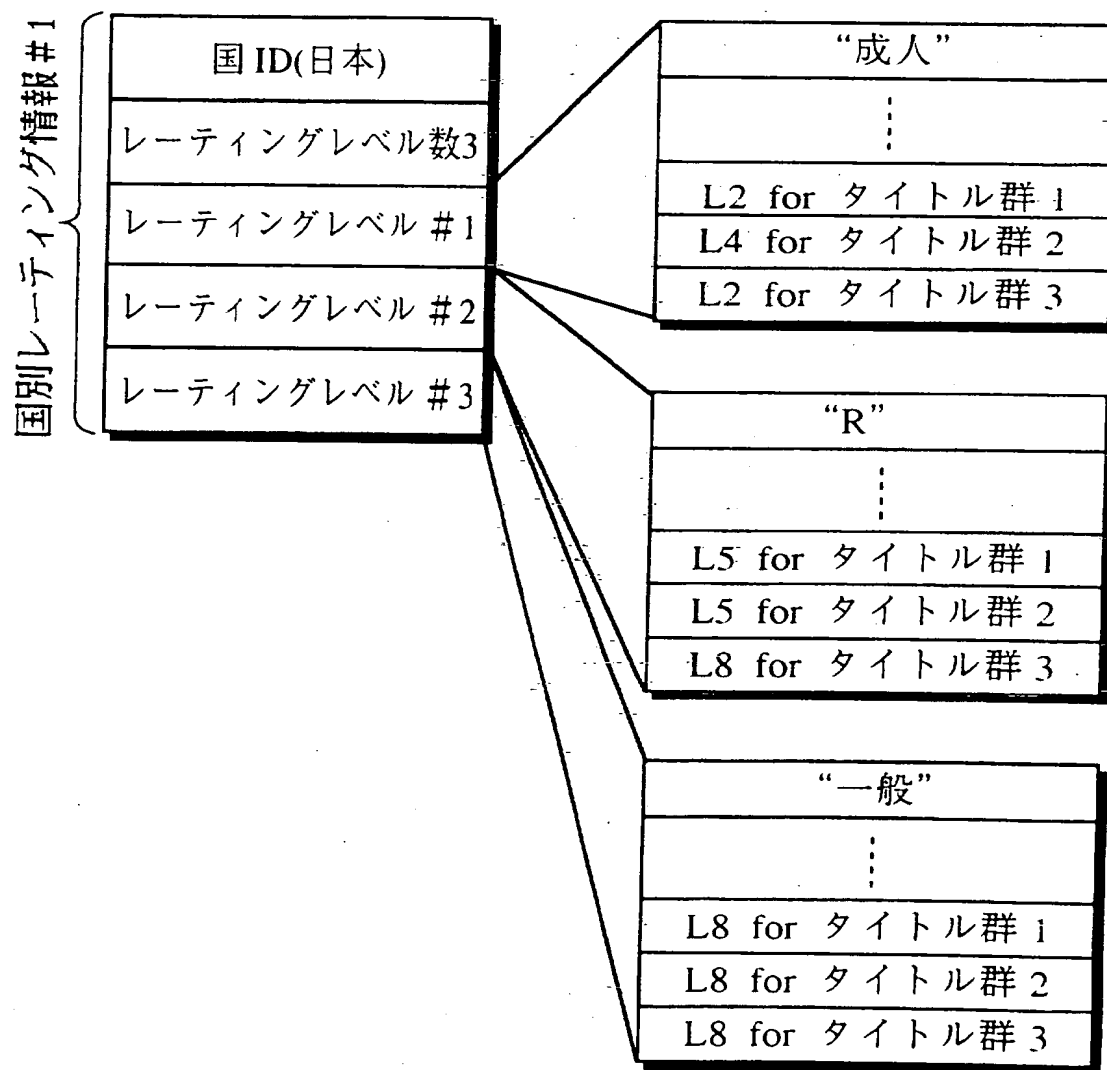 国別レーティング情報#1
国ID(日本)
レーティングレベル数3
レーティングレベル #1
レーティングレベル #2
レーティングレベル #3
“成人”
L2 for タイトル群 1
L4 for タイトル群 2
L2 for タイトル群 3
“R”
L5 for タイトル群 1
L5 for タイトル群 2
L8 for タイトル群 3
“一般”
L8 for タイトル群 1
L8 for タイトル群 2
L8 for タイトル群 3